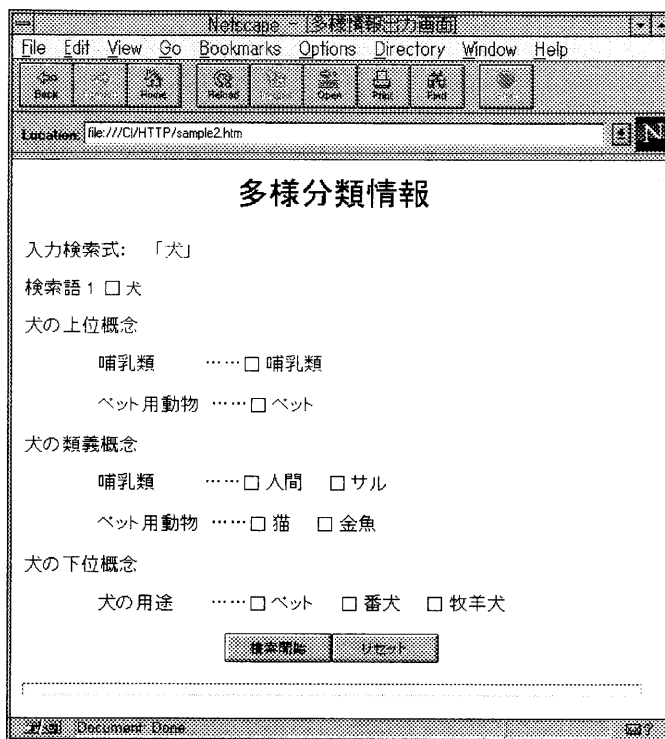 Netscape - [多様情報出力画面]
File Edit View Go Bookmarks Options Directory Window Help
Back Home Reload Open Print Find
Location: file:///C|/HTTP/sample2.htm
N
多様分類情報
入力検索式: 「犬」
検索語 1 □ 犬
犬の上位概念
哺乳類 ……□ 哺乳類
ペット用動物 ……□ ペット
犬の類義概念
哺乳類 ……□ 人間 □ サル
ペット用動物 ……□ 猫 □ 金魚
犬の下位概念
犬の用途 ……□ ペット □ 番犬 □ 牧羊犬
検索開始 リセット
Document: Done